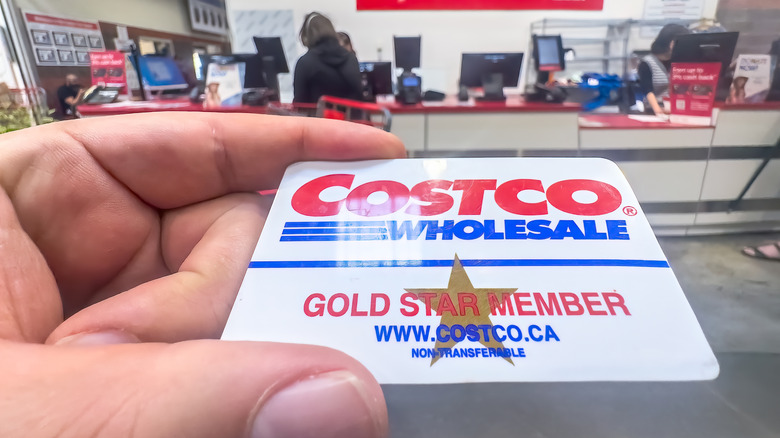 COSTCO®
WHOLESALE
GOLD STAR MEMBER
WWW.COSTCO.CA
NON-TRANSFERABLE